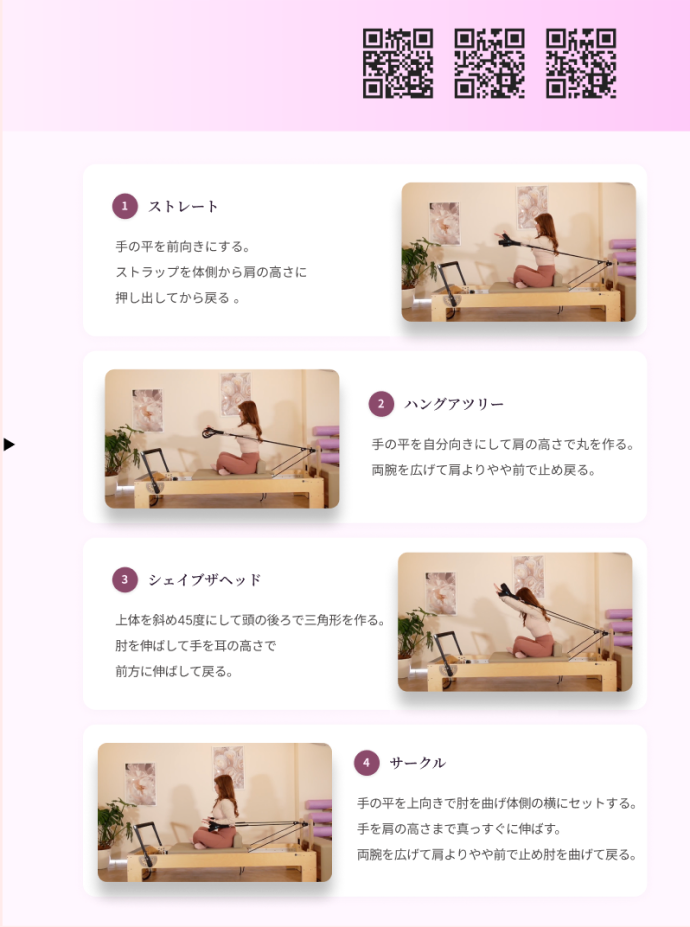 1 ストレート
手の平を前向きにする。
ストラップを体側から肩の高さに
押し出してから戻る 。
2 ハングアツリー
手の平を自分向きにして肩の高さで丸を作る。
両腕を広げて肩よりやや前で止め戻る。
3 シェイブザヘッド
上体を斜め45度にして頭の後ろで三角形を作る。
肘を伸ばして手を耳の高さで
前方に伸ばして戻る。
4 サークル
手の平を上向きで肘を曲げ体側の横にセットする。
手を肩の高さまで真っすぐに伸ばす。
両腕を広げて肩よりやや前で止め肘を曲げて戻る。